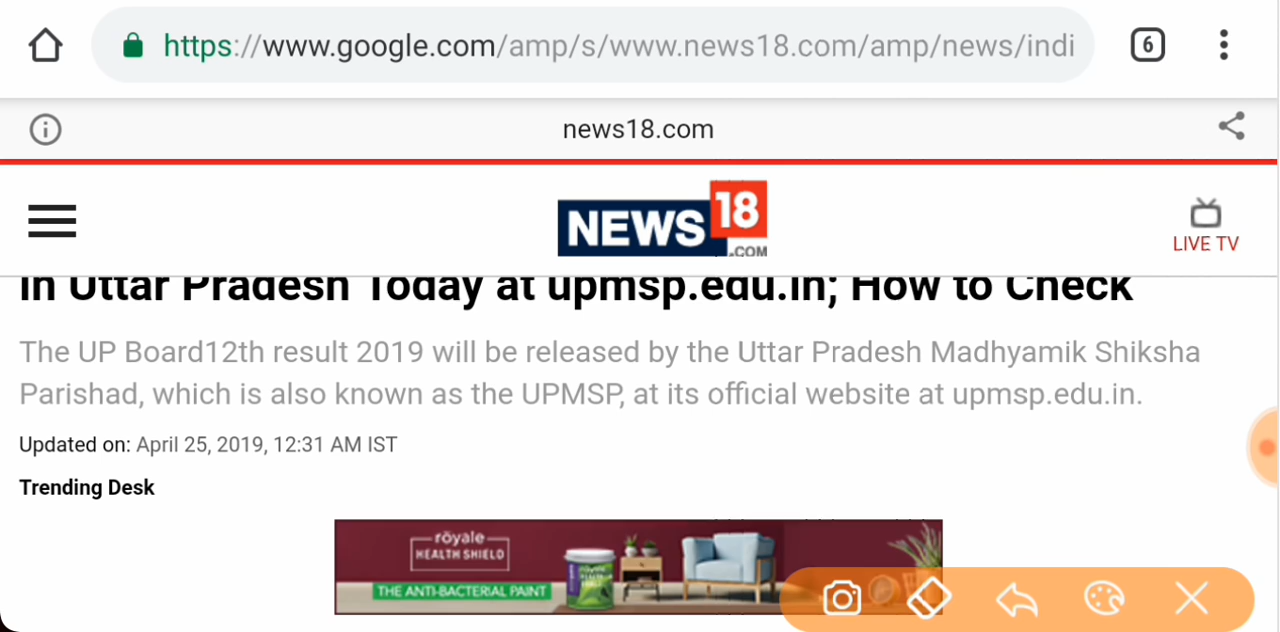 https://www.google.com/amp/s/www.news18.com/amp/news/indi
6
news18.com
NEWS 18 .COM
LIVE TV
in Uttar Pradesh Today at upmsp.edu.in; How to Check
The UP Board12th result 2019 will be released by the Uttar Pradesh Madhyamik Shiksha
Parishad, which is also known as the UPMSP, at its official website at upmsp.edu.in.
Updated on: April 25, 2019, 12:31 AM IST
Trending Desk
rōyale
HEALTH SHIELD
THE ANTI-BACTERIAL PAINT